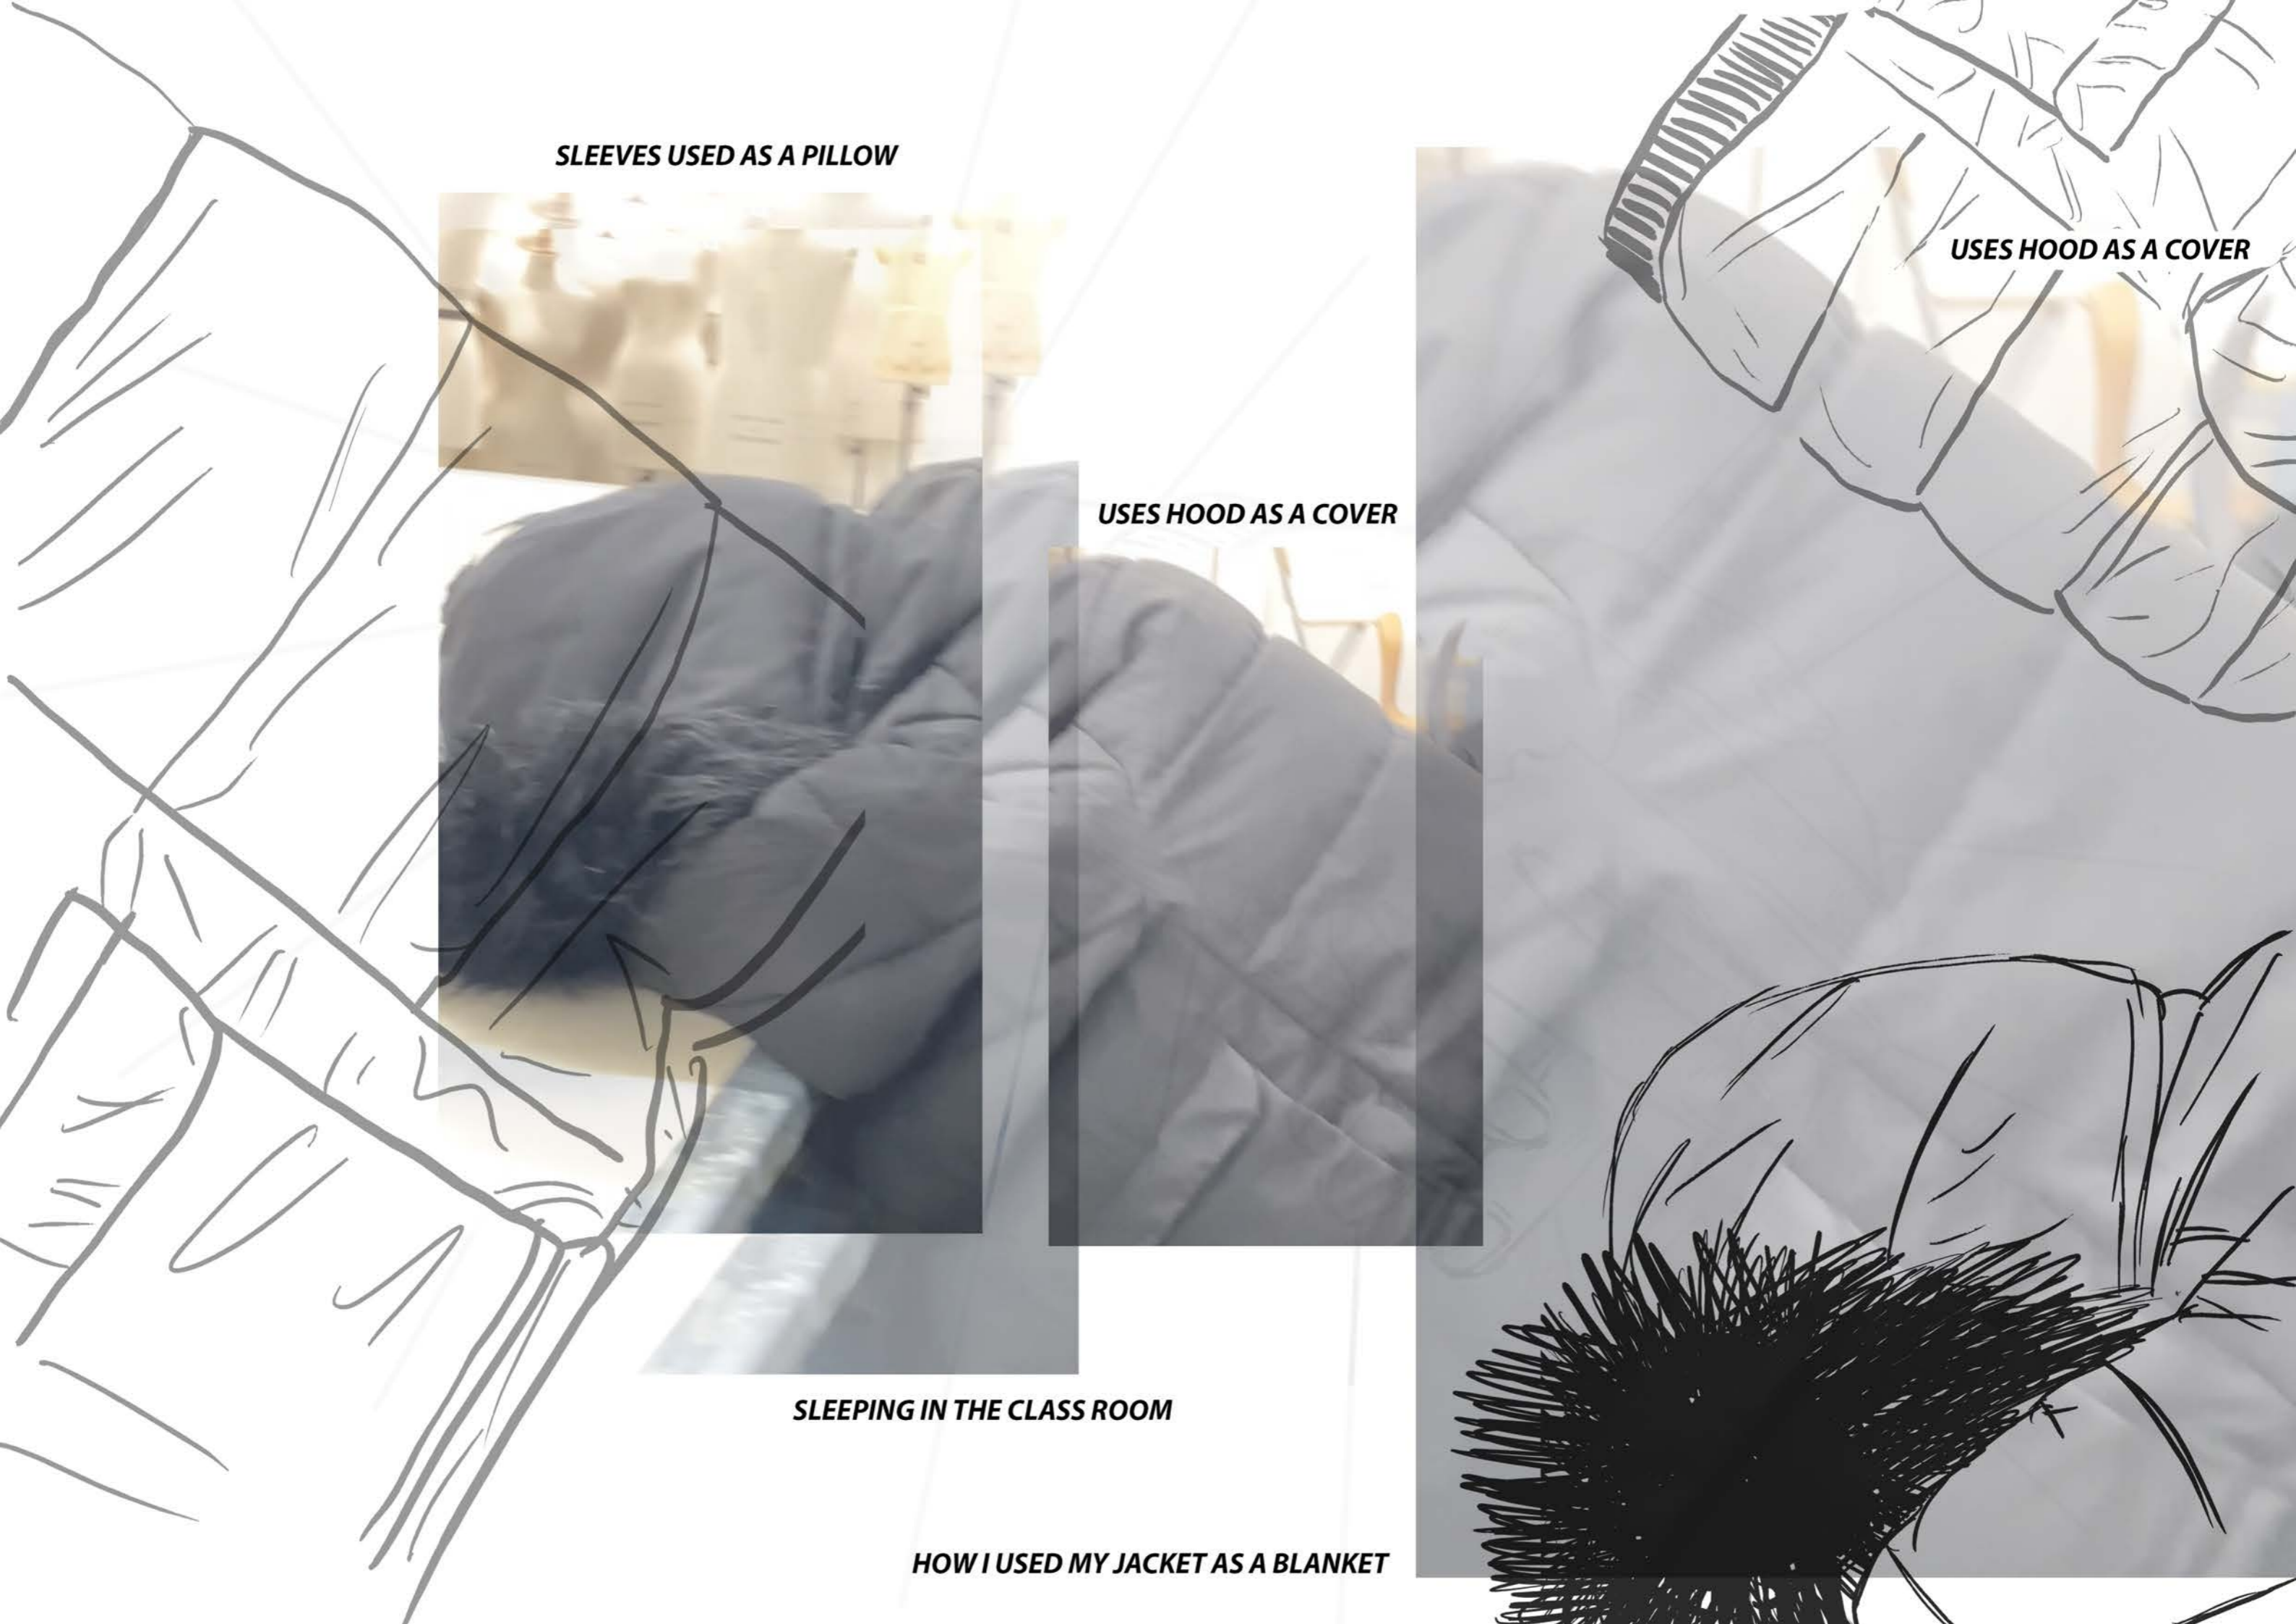 SLEEVES USED AS A PILLOW
USES HOOD AS A COVER
USES HOOD AS A COVER
SLEEPING IN THE CLASS ROOM
HOW I USED MY JACKET AS A BLANKET